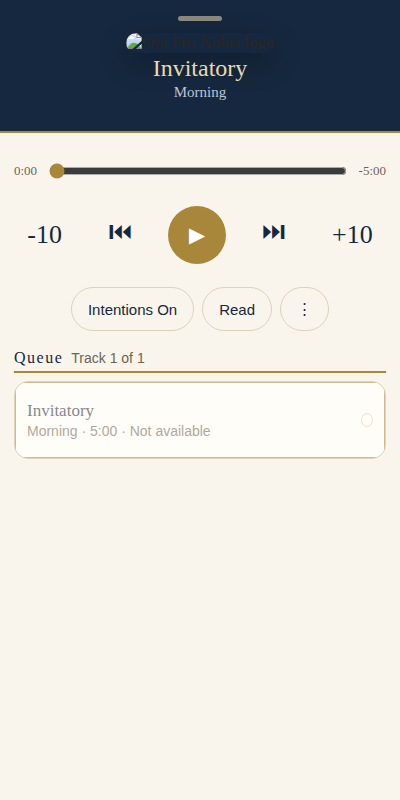 Invitatory
Morning
0:00
-5:00
-10
+10
Intentions On
Read
Queue Track 1 of 1
Invitatory
Morning · 5:00 · Not available